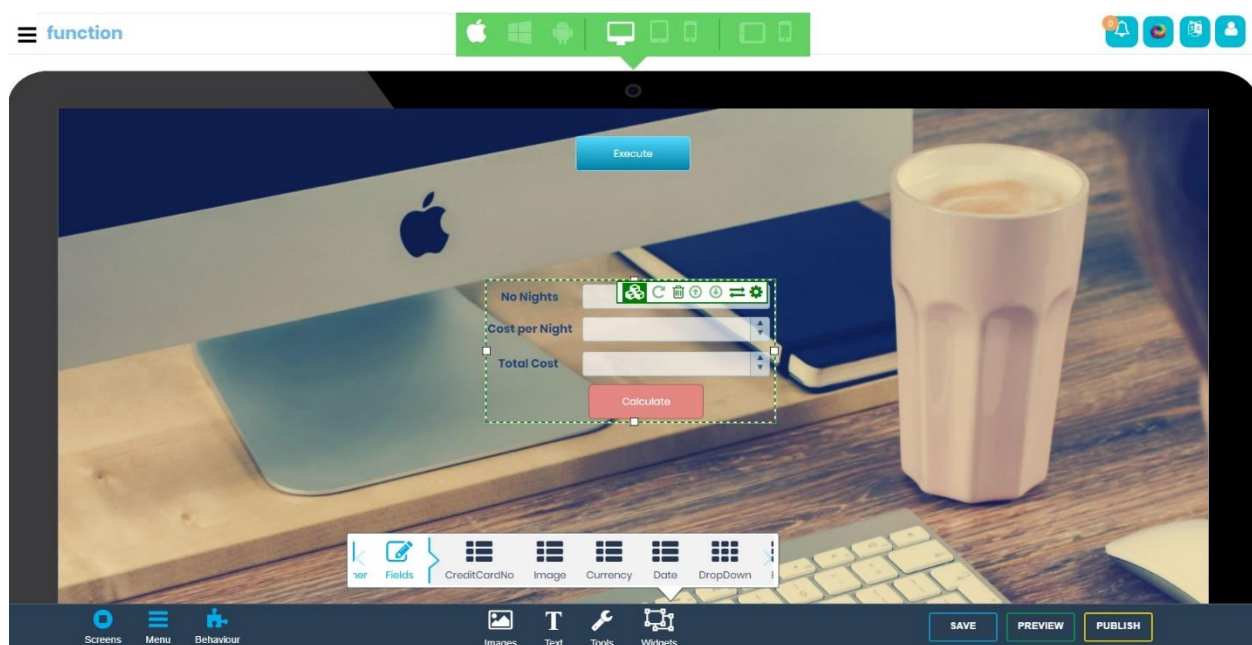 function
0
Execute
No Nights
Cost per Night
Total Cost
Calculate
Fields
CreditCardNo
Image
Currency
Date
DropDown
Screens
Menu
Behaviour
Images
Text
Tools
Widgets
SAVE
PREVIEW
PUBLISH